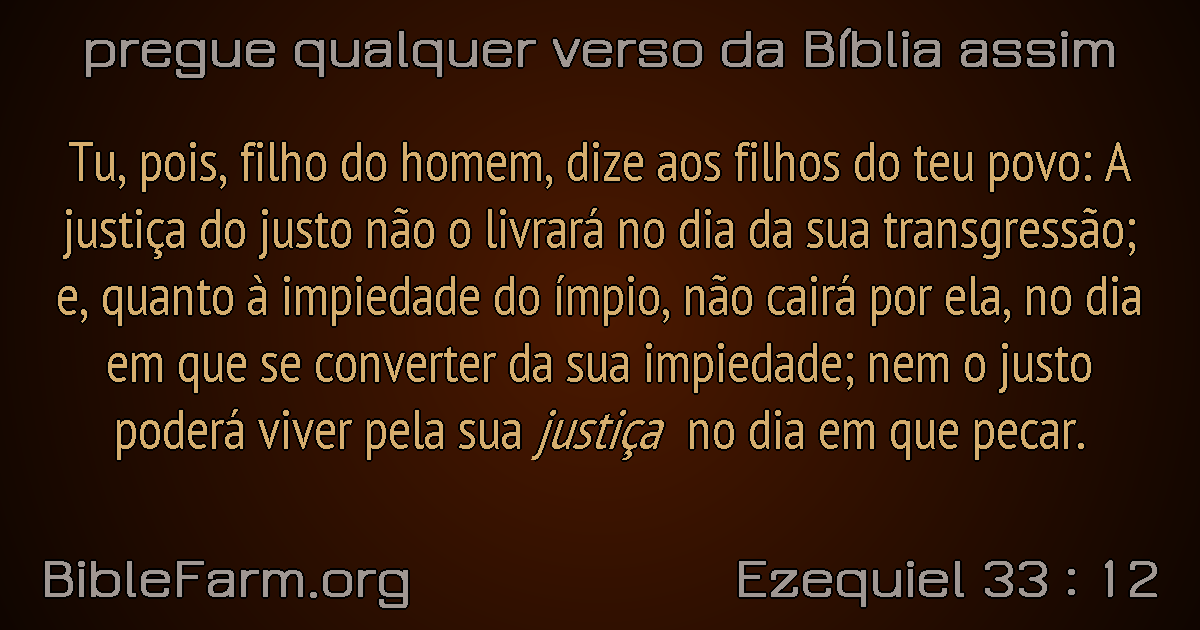 pregue qualquer verso da Bíblia assim
Tu, pois, filho do homem, dize aos filhos do teu povo: A
justiça do justo não o livrará no dia da sua transgressão;
e, quanto à impiedade do ímpio, não cairá por ela, no dia
em que se converter da sua impiedade; nem o justo
poderá viver pela sua justiça no dia em que pecar.
BibleFarm.org
Ezequiel 33 : 12